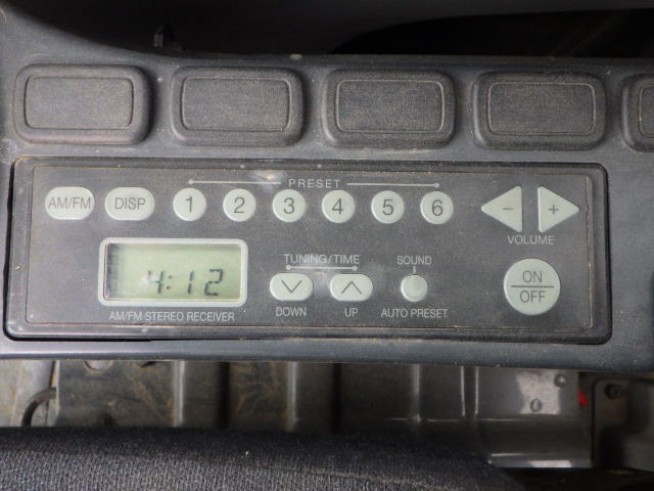 PRESET
AM/FM DISP 1 2 3 4 5 6 - +
VOLUME
4:12
TUNING/TIME SOUND
ON
OFF
DOWN UP AUTO PRESET
AM/FM STEREO RECEIVER